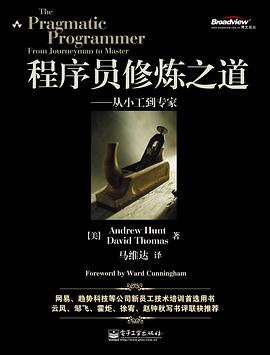 The
Pragmatic
Programmer
From Journeyman to Master
Broadview
程序员修炼之道
——从小工到专家
[美] Andrew Hunt
David Thomas 著
马维达 译
Foreword by Ward Cunningham
网易、趋势科技等公司新员工技术培训首选用书
云风、邹飞、霍炬、徐宥、赵钟秋写书评联袂推荐
电子工业出版社